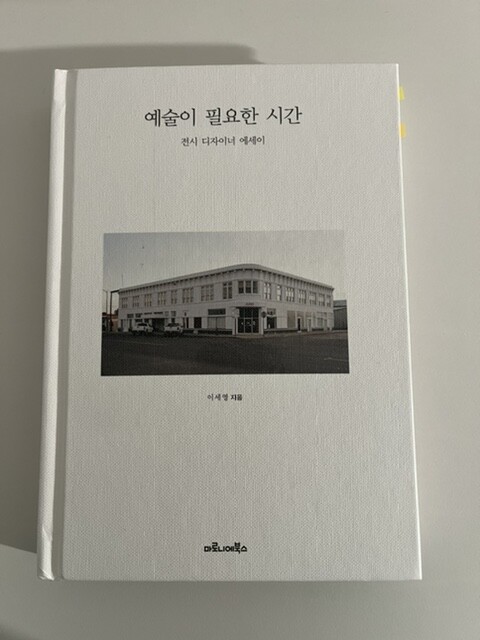 예술이 필요한 시간
전시 디자이너 에세이
이세영 지음
마로니에북스